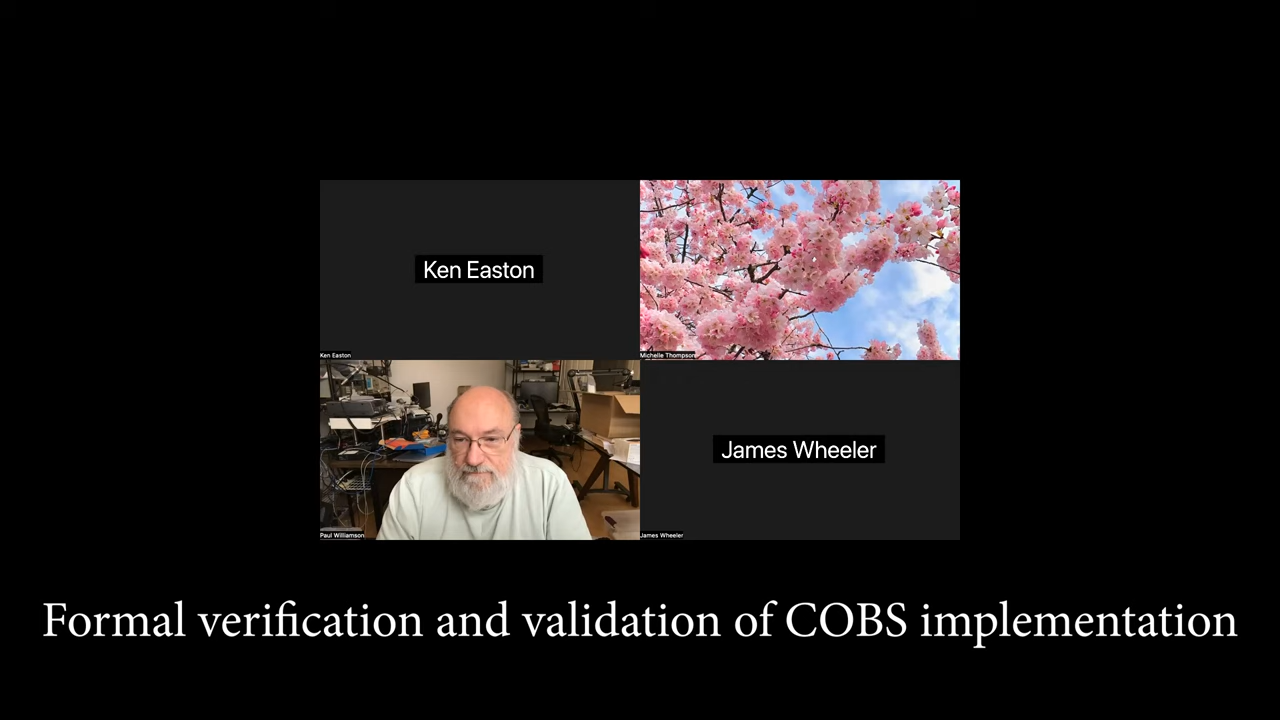 Ken Easton
Ken Easton
Michelle Thompson
Paul Williamson
James Wheeler
James Wheeler
Formal verification and validation of COBS implementation